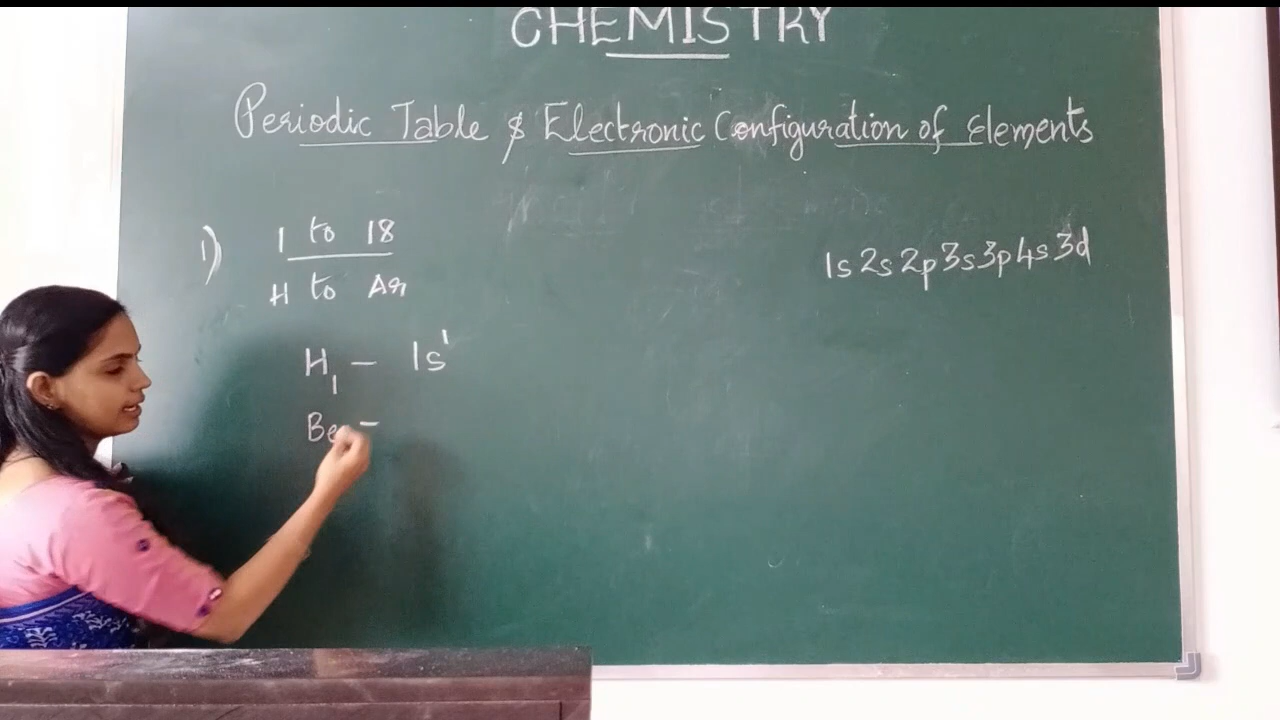 CHEMISTRY
Periodic Table & Electronic Configuration of Elements
1) 1 to 18
H to Ar
1s 2s 2p 3s 3p 4s 3d
H₁ – 1s¹
Be –